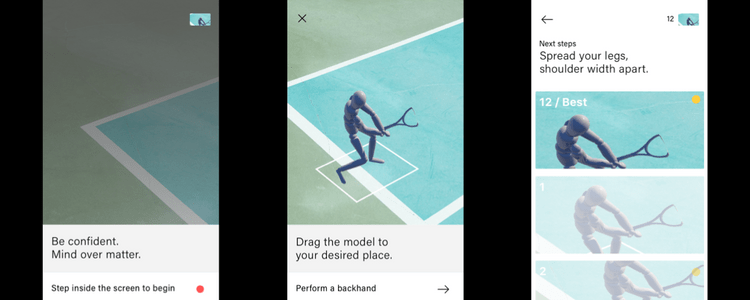 Be confident.
Mind over matter.
Step inside the screen to begin
Drag the model to
your desired place.
Perform a backhand
12
Next steps
Spread your legs,
shoulder width apart.
12 / Best
1
2